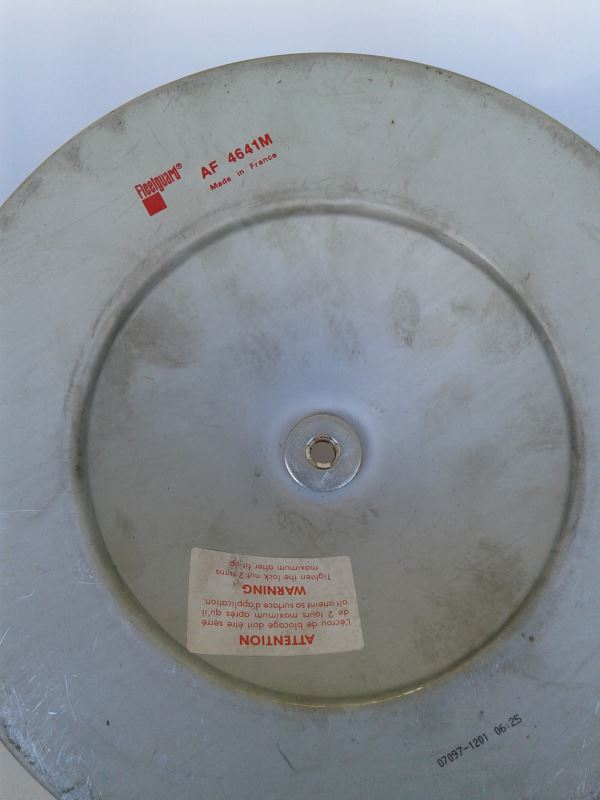 Fleetguard®
AF 4641M
Made in France
ATTENTION
L'écrou de blocage doit être serré
de 2 tours maximum après qu'il
ait atteint sa surface d'application.
WARNING
Tighten the lock nut 2 turns
maximum after fit-up
07097-1201 06:25